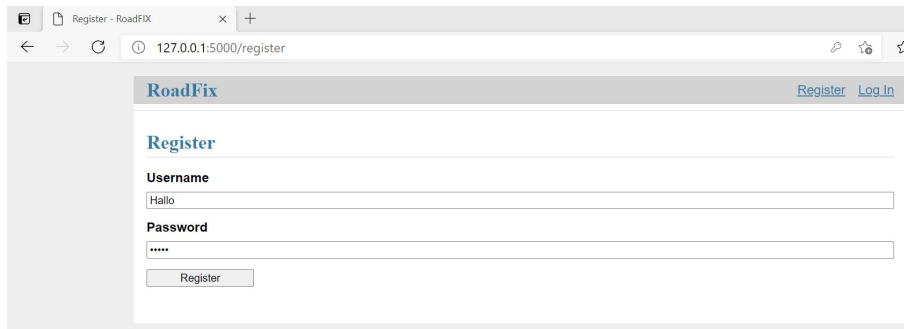 Register - RoadFIX
127.0.0.1:5000/register
RoadFix Register Log In
Register
Username
Hallo
Password
•••••
Register